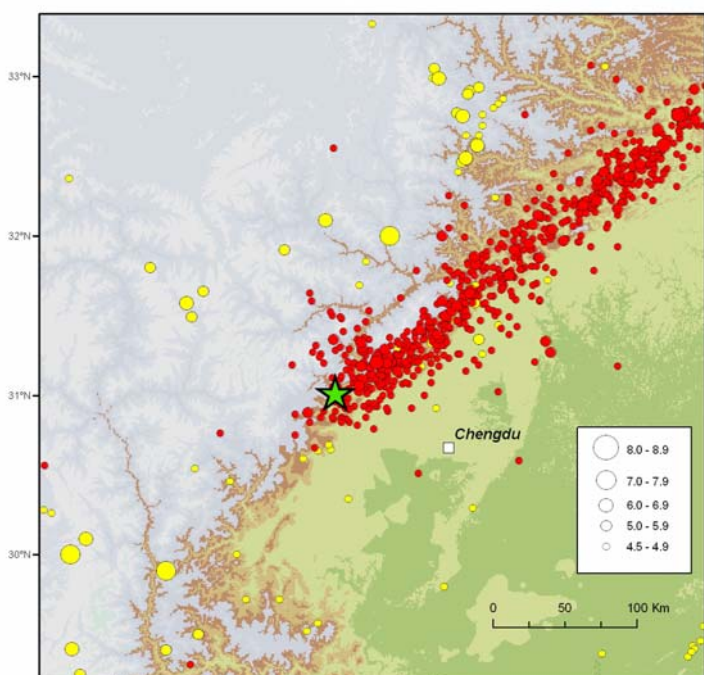 33°N
32°N
31°N
Chengdu
8.0 - 8.9
7.0 - 7.9
6.0 - 6.9
5.0 - 5.9
4.5 - 4.9
30°N
0 50 100 Km